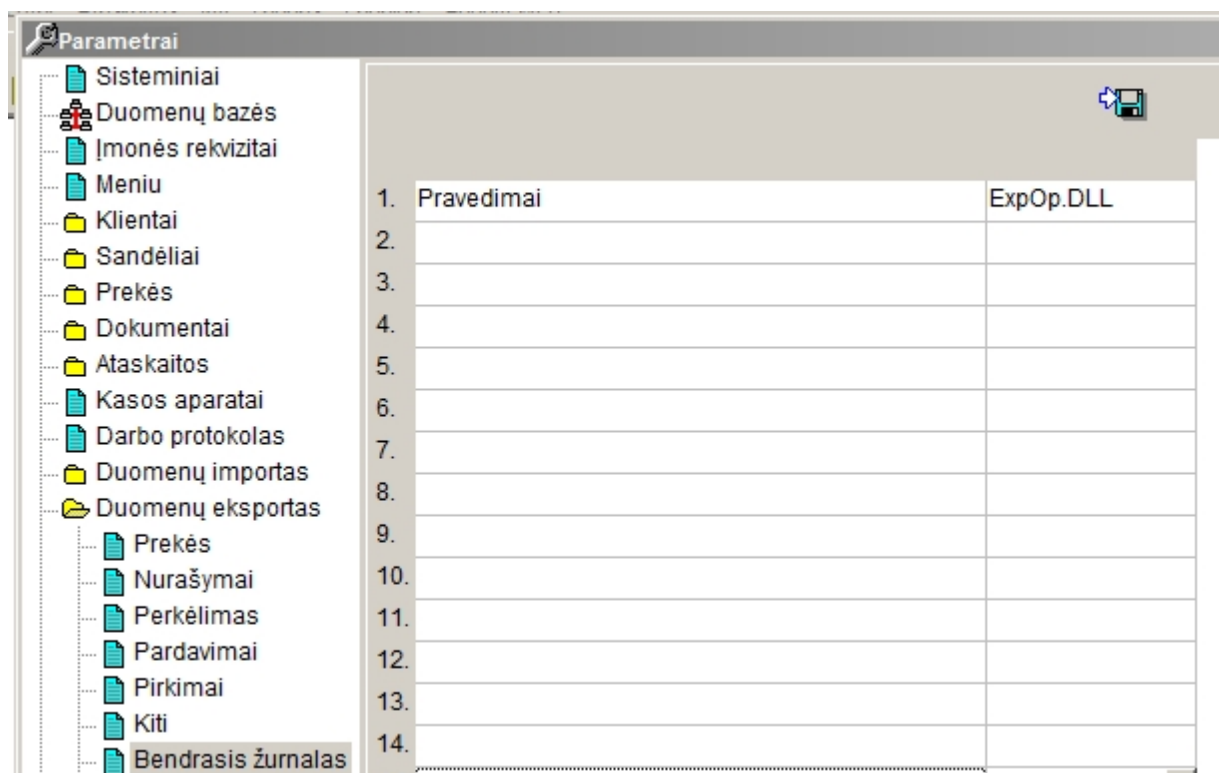 Parametrai
Sisteminiai
Duomenų bazės
Įmonės rekvizitai
Meniu
Klientai
Sandėliai
Prekės
Dokumentai
Ataskaitos
Kasos aparatai
Darbo protokolas
Duomenų importas
Duomenų eksportas
Prekės
Nurašymai
Perkėlimas
Pardavimai
Pirkimai
Kiti
Bendrasis žurnalas
1. Pravedimai ExpOp.DLL
2.
3.
4.
5.
6.
7.
8.
9.
10.
11.
12.
13.
14.